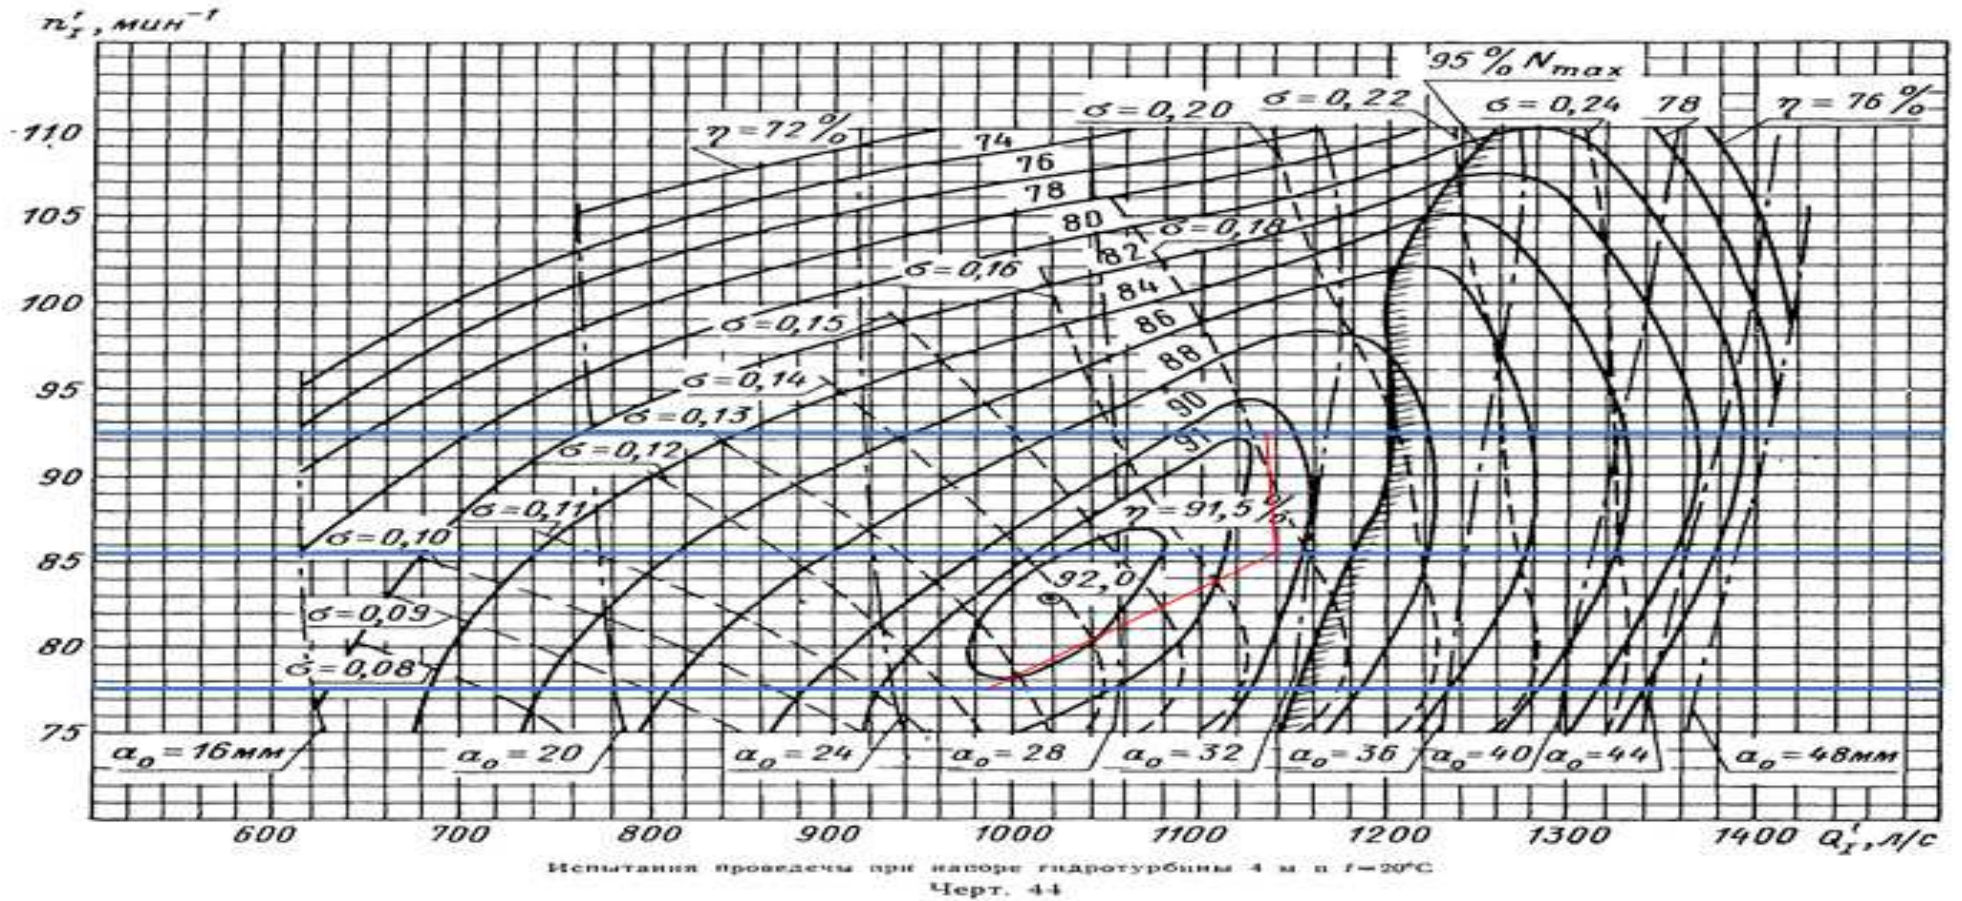 n'I, мин⁻¹
95 % Nmax
σ=0,20 σ=0,22 σ=0,24 78 η=76 %
110 η=72 % 74
76
78
105 80 σ=0,18
82
σ=0,16
100 84
σ=0,15 86
88
95 σ=0,14
σ=0,13 90
91
90 σ=0,12
σ=0,11 η=91,5 %
σ=0,10
85
92,0
σ=0,09
80
σ=0,08
75
a₀=16мм a₀=20 a₀=24 a₀=28 a₀=32 a₀=36 a₀=40 a₀=44 a₀=48мм
600 700 800 900 1000 1100 1200 1300 1400 Q'I, л/с
Испытания проведены при напоре гидротурбины 4 м и t=20°С
Черт. 44